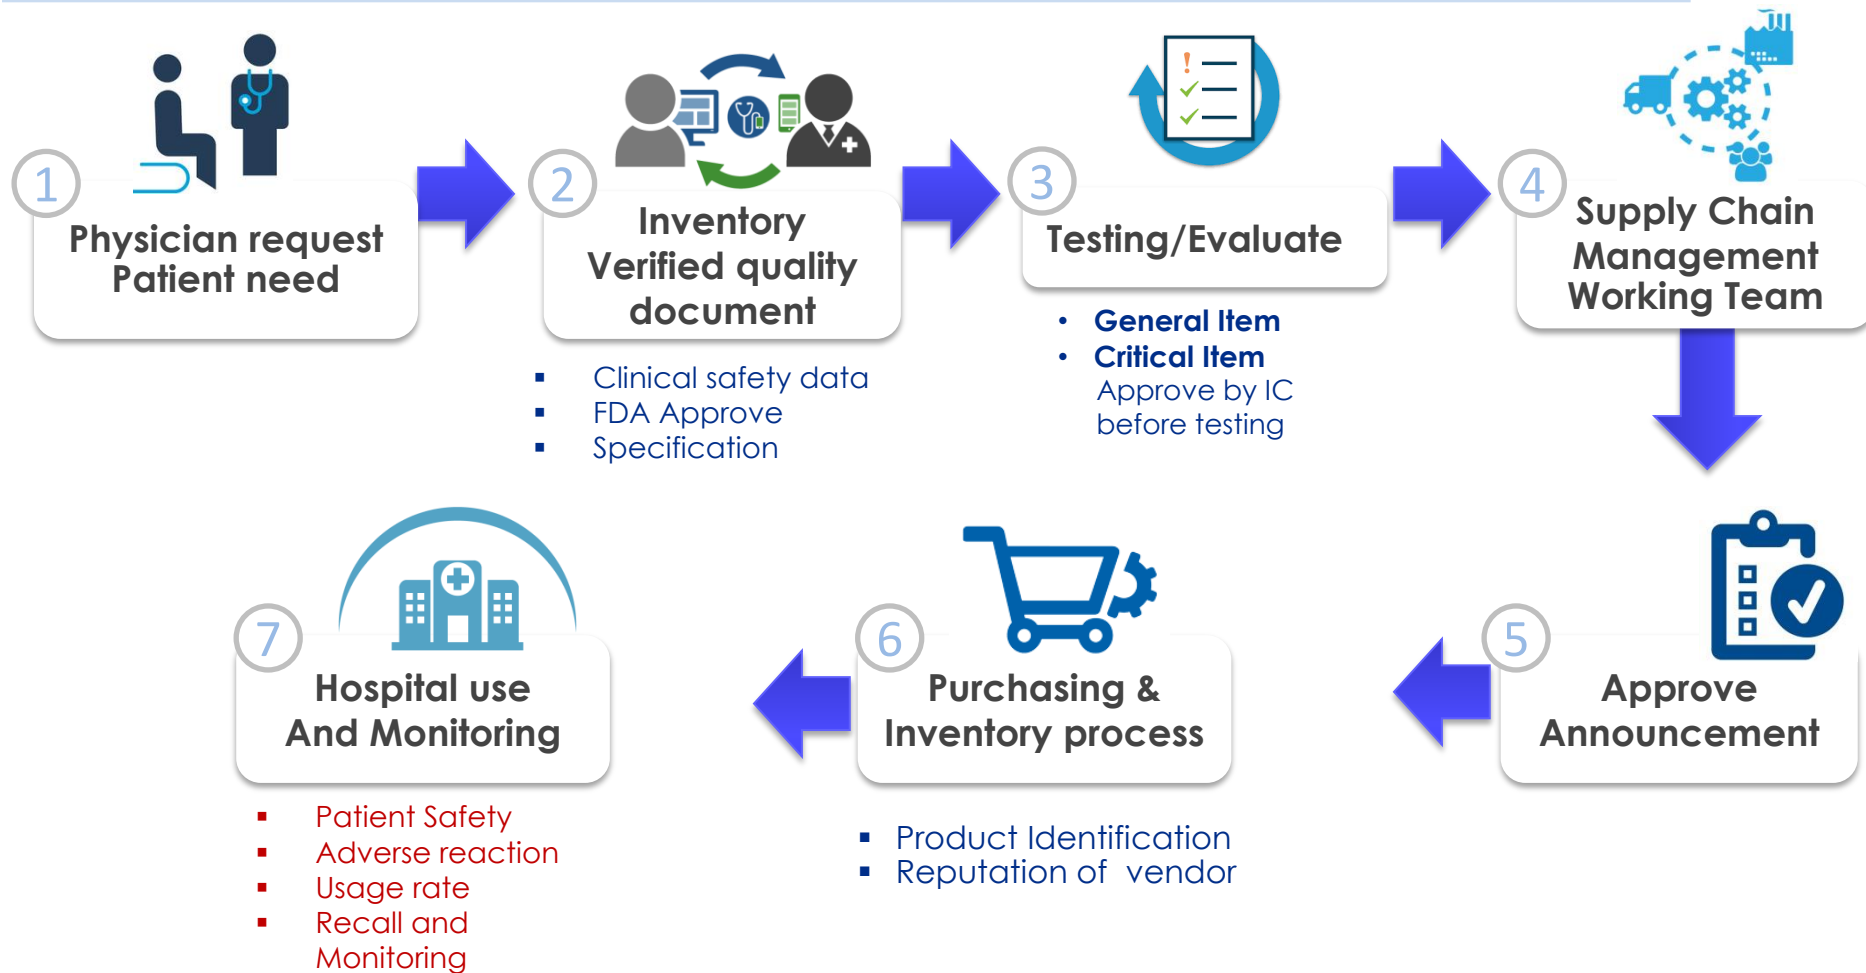 1
Physician request
Patient need
2
Inventory
Verified quality
document
▪ Clinical safety data
▪ FDA Approve
▪ Specification
3
Testing/Evaluate
• General Item
• Critical Item
Approve by IC
before testing
4
Supply Chain
Management
Working Team
5
Approve
Announcement
6
Purchasing &
Inventory process
▪ Product Identification
▪ Reputation of vendor
7
Hospital use
And Monitoring
▪ Patient Safety
▪ Adverse reaction
▪ Usage rate
▪ Recall and
Monitoring